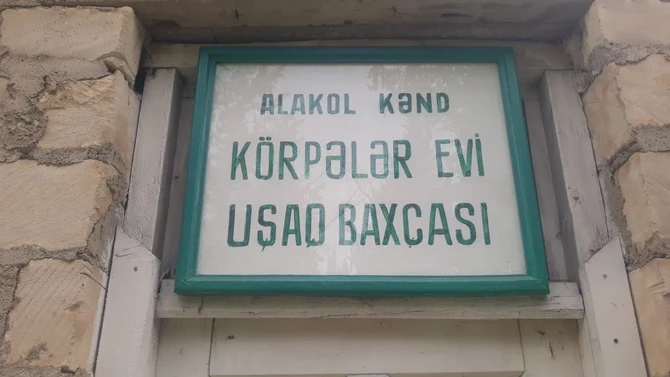 ALAKOL KƏND
KÖRPƏLƏR EVİ
UŞAQ BAXÇASI